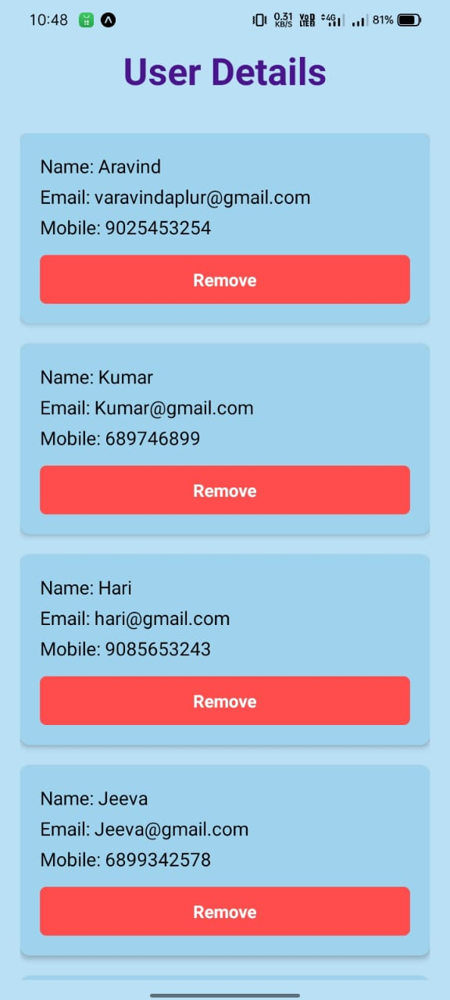 10:48 0.31 KB/S VoD LTE 4G 81%
User Details
Name: Aravind
Email: varavindaplur@gmail.com
Mobile: 9025453254
Remove
Name: Kumar
Email: Kumar@gmail.com
Mobile: 689746899
Remove
Name: Hari
Email: hari@gmail.com
Mobile: 9085653243
Remove
Name: Jeeva
Email: Jeeva@gmail.com
Mobile: 6899342578
Remove